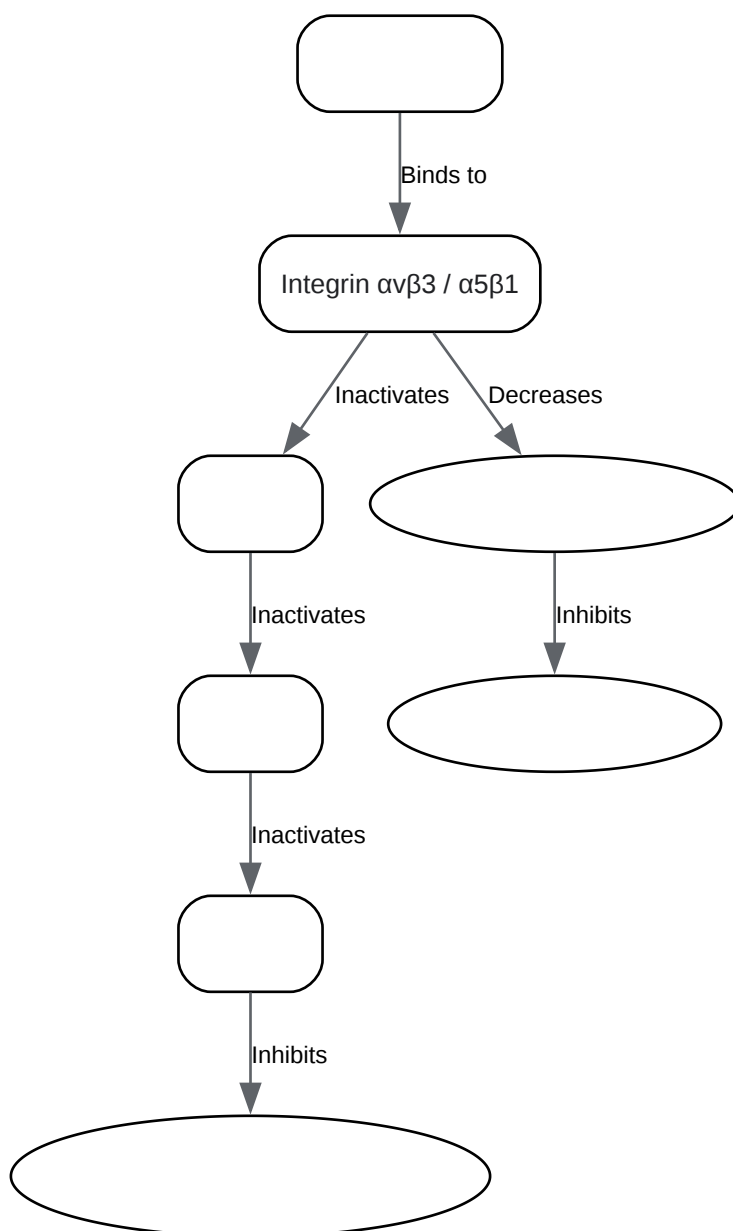 Binds to
Integrin αvβ3 / α5β1
Inactivates
Decreases
Inactivates
Inhibits
Inactivates
Inhibits